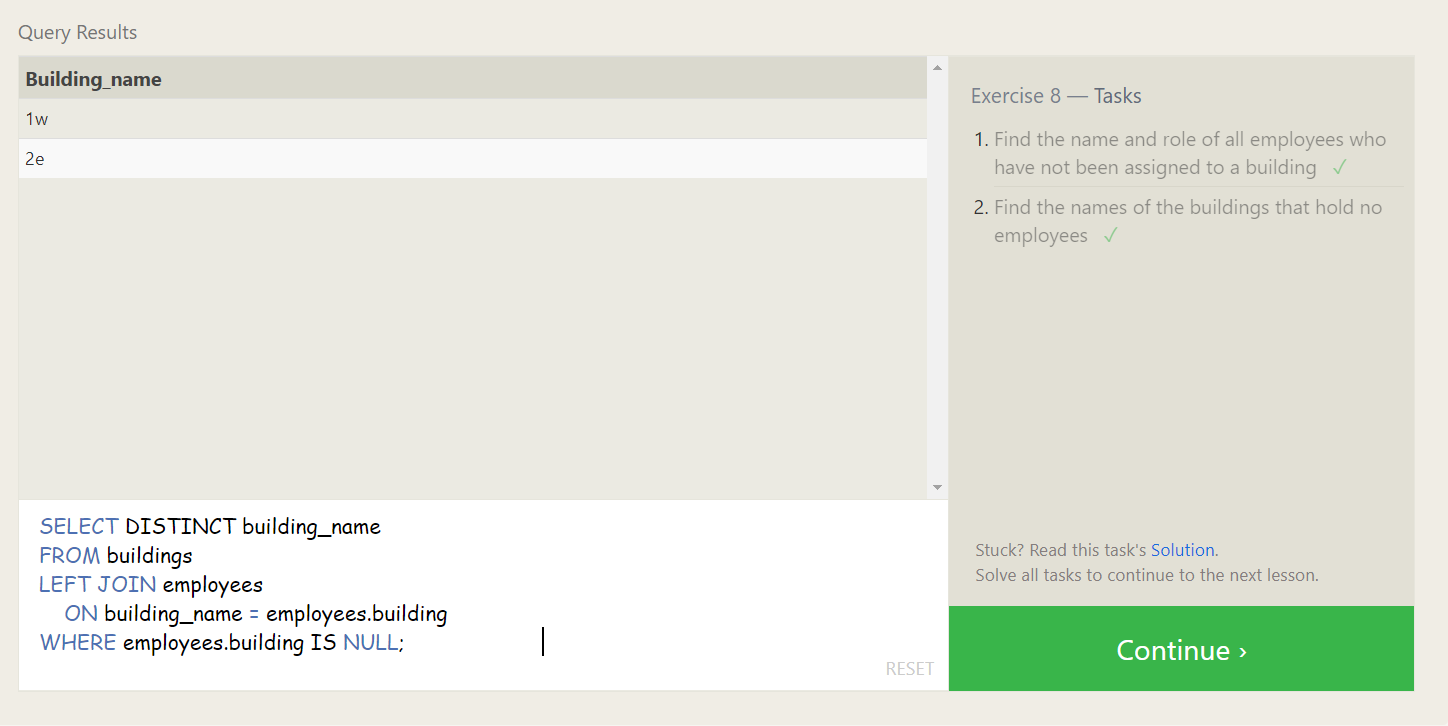 Query Results
Building_name
1w
2e
SELECT DISTINCT building_name
FROM buildings
LEFT JOIN employees
ON building_name = employees.building
WHERE employees.building IS NULL;
RESET
Exercise 8 — Tasks
1. Find the name and role of all employees who
have not been assigned to a building ✓
2. Find the names of the buildings that hold no
employees ✓
Stuck? Read this task's Solution.
Solve all tasks to continue to the next lesson.
Continue ›